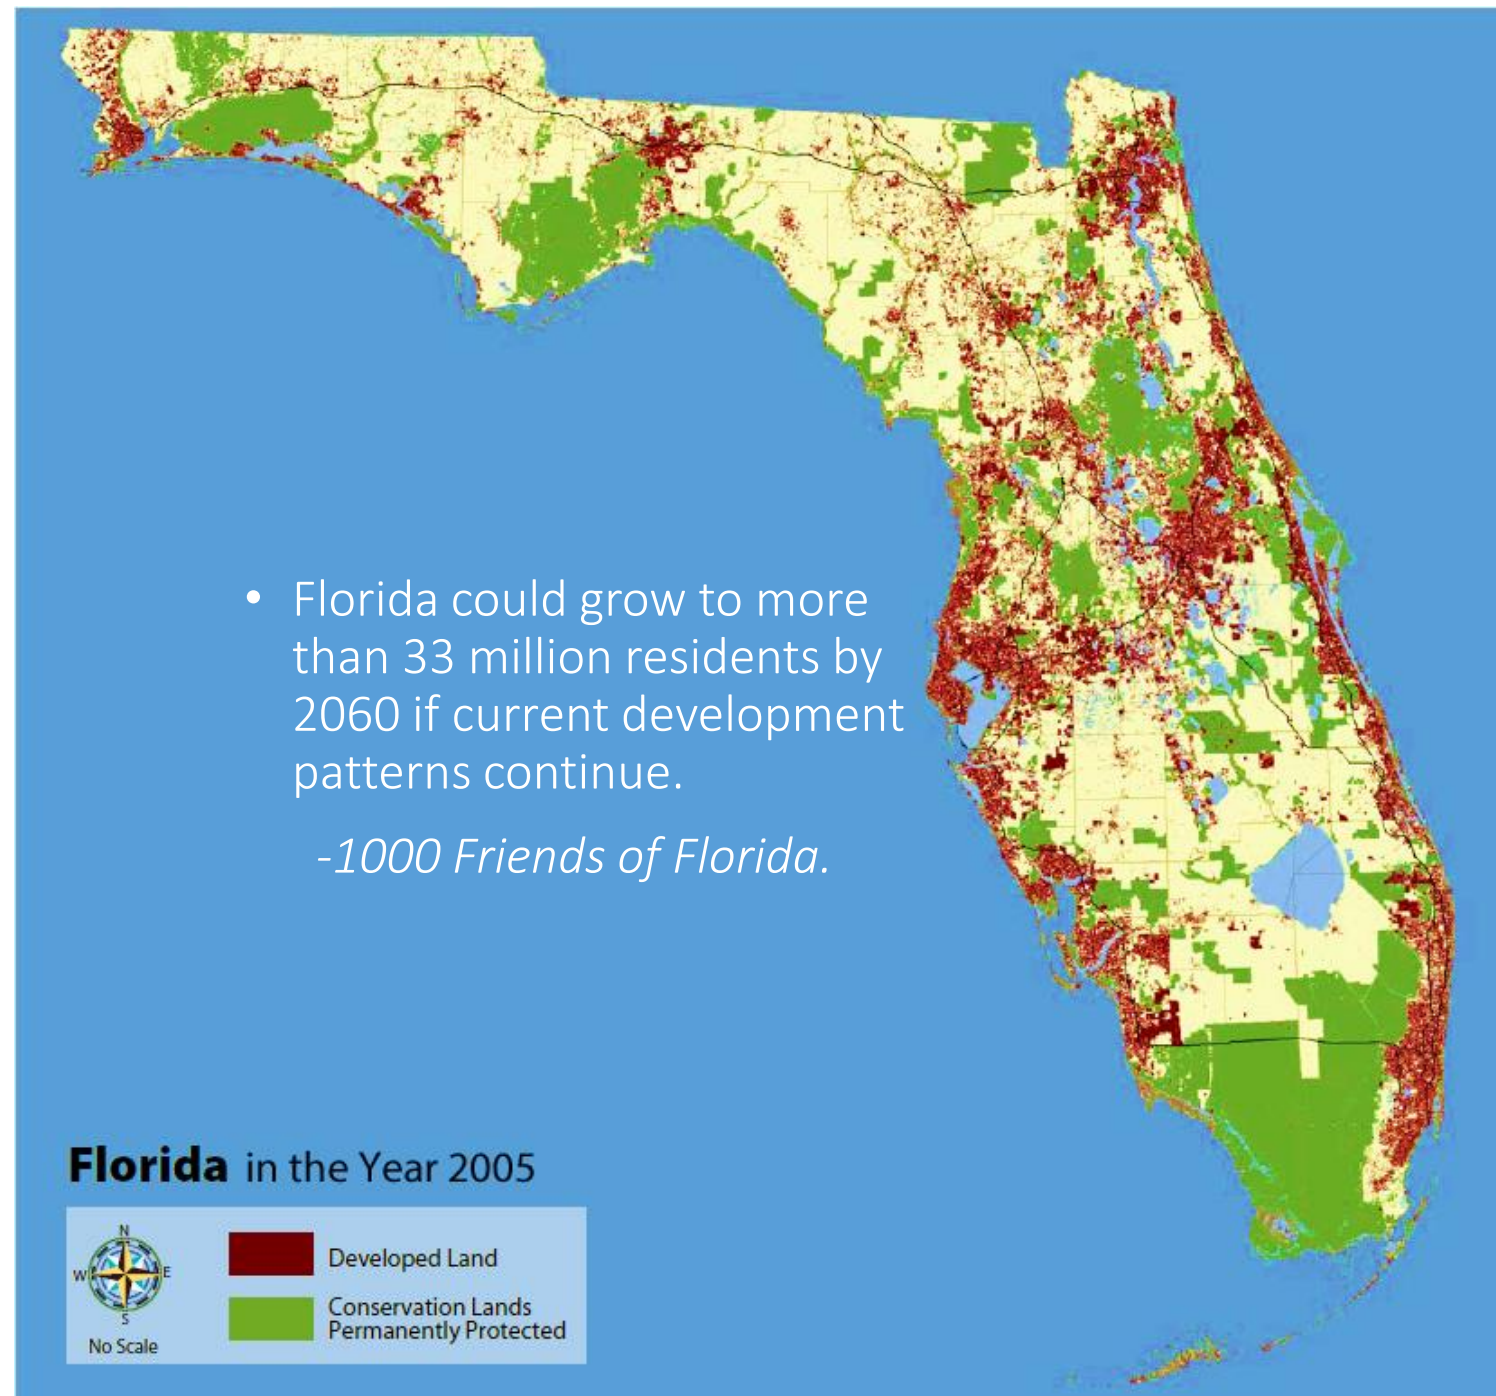 • Florida could grow to more
than 33 million residents by
2060 if current development
patterns continue.
-1000 Friends of Florida.
Florida in the Year 2005
N
W E
S
No Scale
Developed Land
Conservation Lands
Permanently Protected